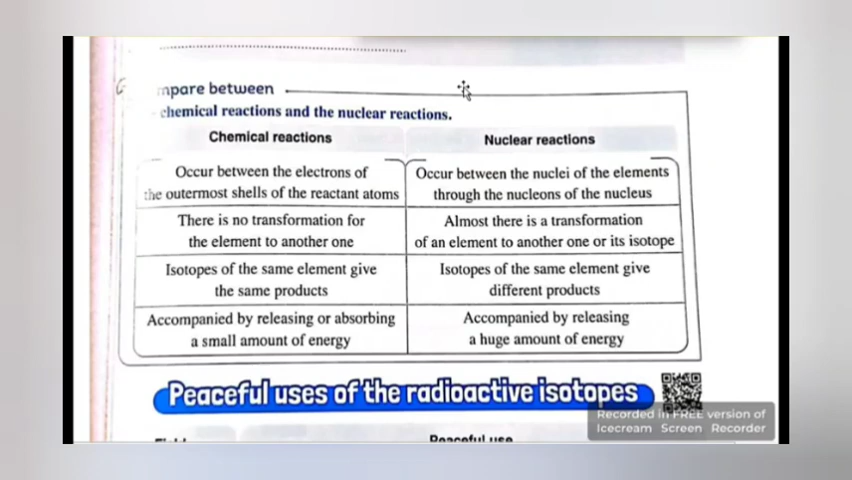 mpare between
chemical reactions and the nuclear reactions.
Chemical reactions
Nuclear reactions
Occur between the electrons of
the outermost shells of the reactant atoms
Occur between the nuclei of the elements
through the nucleons of the nucleus
There is no transformation for
the element to another one
Almost there is a transformation
of an element to another one or its isotope
Isotopes of the same element give
the same products
Isotopes of the same element give
different products
Accompanied by releasing or absorbing
a small amount of energy
Accompanied by releasing
a huge amount of energy
Peaceful uses of the radioactive isotopes
Recorded in FREE version of
Icecream Screen Recorder
Field
Peaceful use